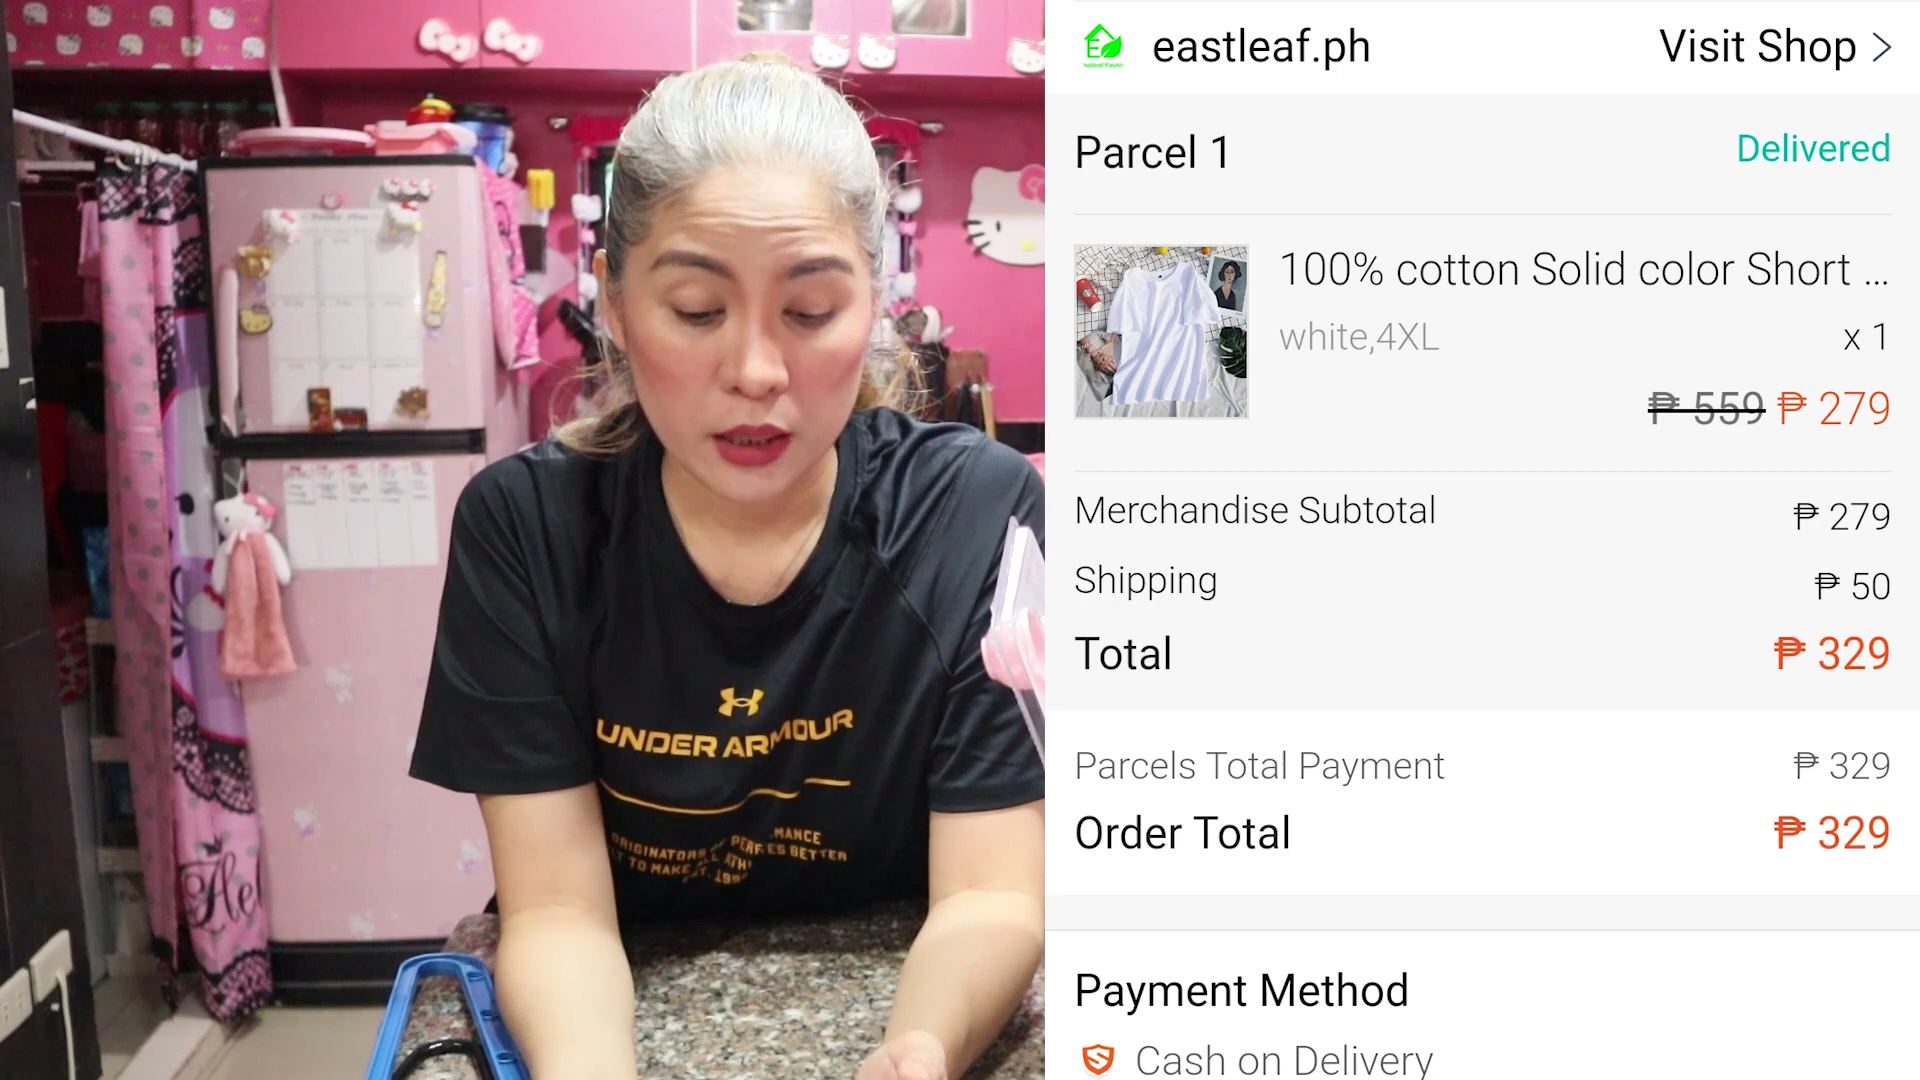 UNDER ARMOUR
eastleaf.ph
Visit Shop >
Parcel 1
Delivered
100% cotton Solid color Short ...
white,4XL
x 1
₱ 559 ₱ 279
Merchandise Subtotal
₱ 279
Shipping
₱ 50
Total
₱ 329
Parcels Total Payment
₱ 329
Order Total
₱ 329
Payment Method
Cash on Delivery